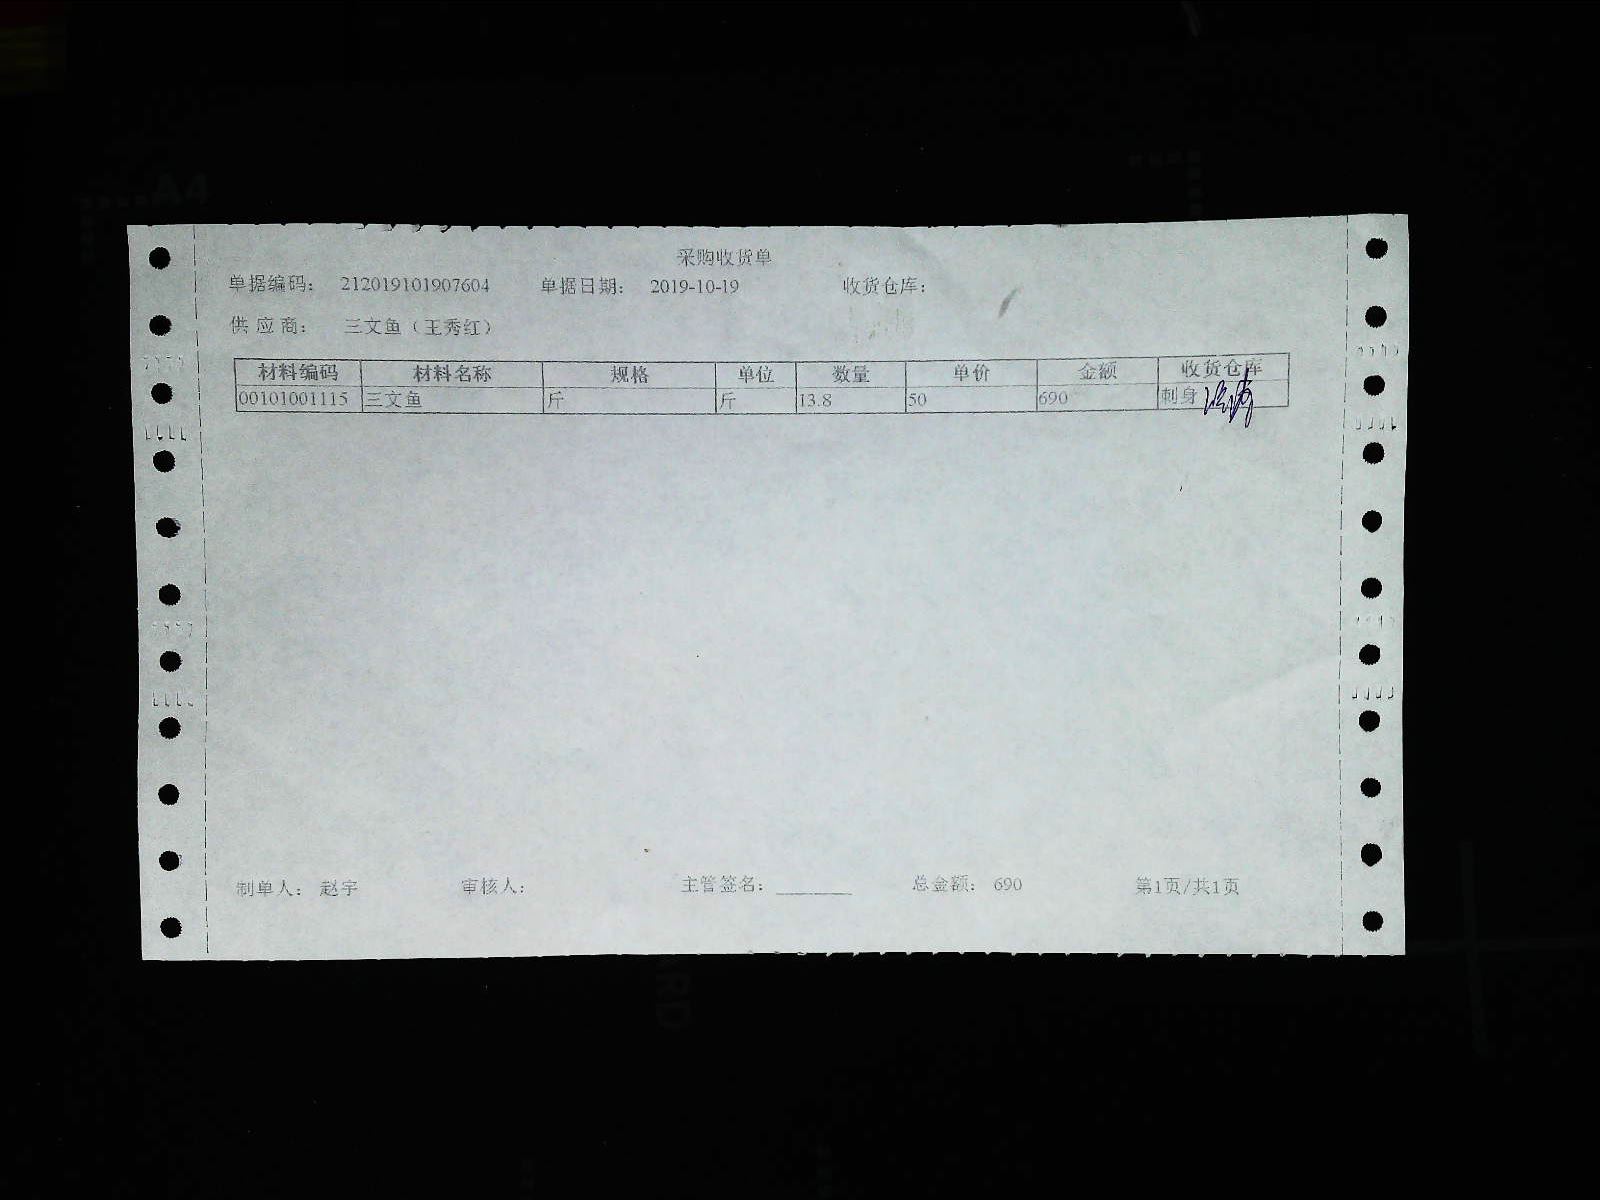 采购收货单
单据编码： 212019101907604 单据日期： 2019-10-19 收货仓库：
供 应 商： 三文鱼（王秀红）
材料编码 材料名称 规格 单位 数量 单价 金额 收货仓库
00101001115 三文鱼 斤 斤 13.8 50 690 刺身
制单人： 赵宇 审核人： 主管签名： 总金额： 690 第1页/共1页
A4